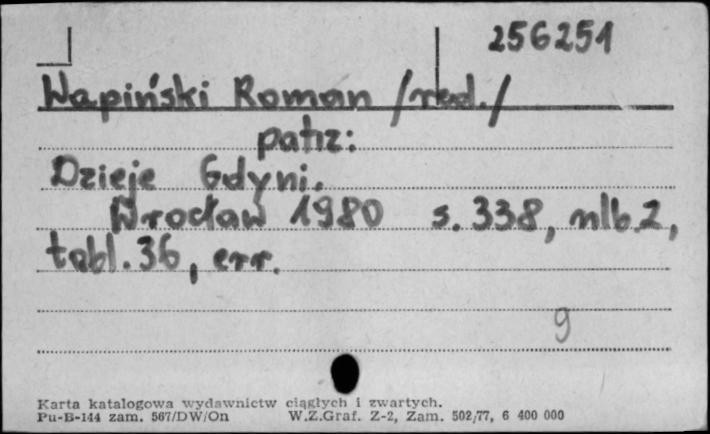 256251
Wapiński Roman /red./
patrz:
Dzieje Gdyni.
Wrocław 1980 s. 338, nlb. 2,
tabl. 36, err.
9
Karta katalogowa wydawnictw ciągłych i zwartych.
Pu-B-144 zam. 567/DW/On W.Z.Graf. Z-2, Zam. 502/77, 6 400 000